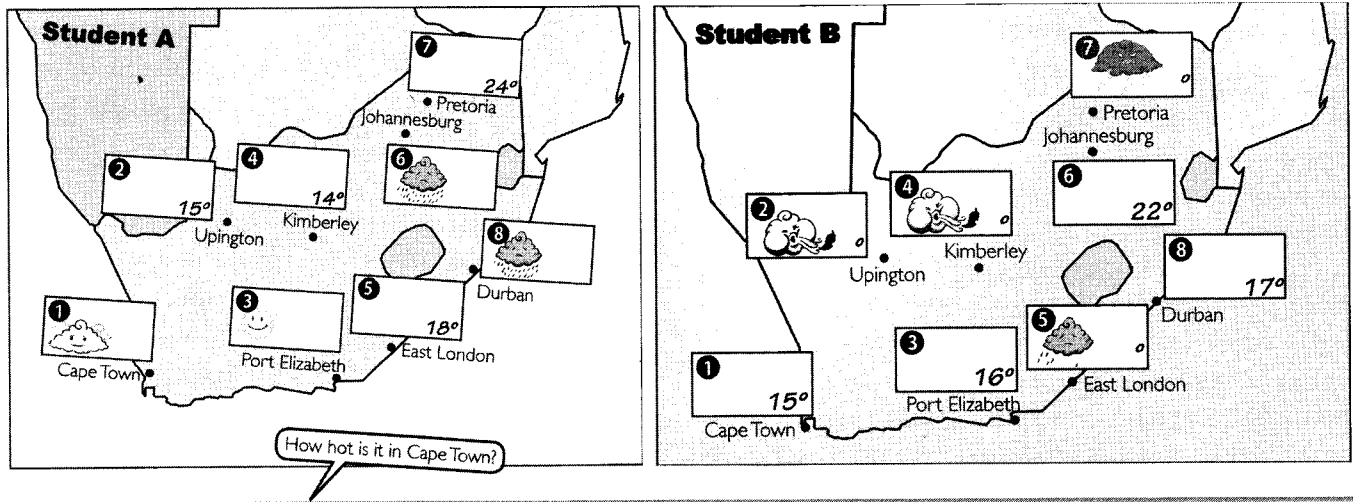 Student A
7
24°
Pretoria
Johannesburg
2
15°
4
14°
6
Upington
Kimberley
8
Durban
1
3
5
18°
Cape Town
Port Elizabeth
East London
How hot is it in Cape Town?
Student B
7
°
Pretoria
Johannesburg
2
°
4
°
6
22°
Upington
Kimberley
8
17°
Durban
1
15°
3
16°
5
°
Cape Town
Port Elizabeth
East London